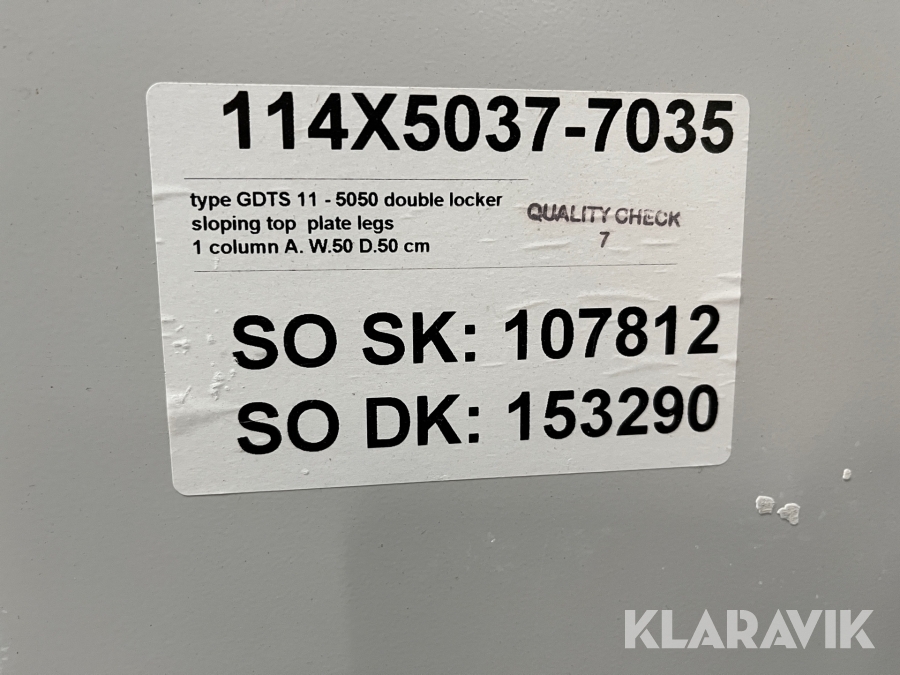 114X5037-7035
type GDTS 11 - 5050 double locker
sloping top plate legs
1 column A. W.50 D.50 cm
QUALITY CHECK
7
SO SK: 107812
SO DK: 153290
KLARAVIK